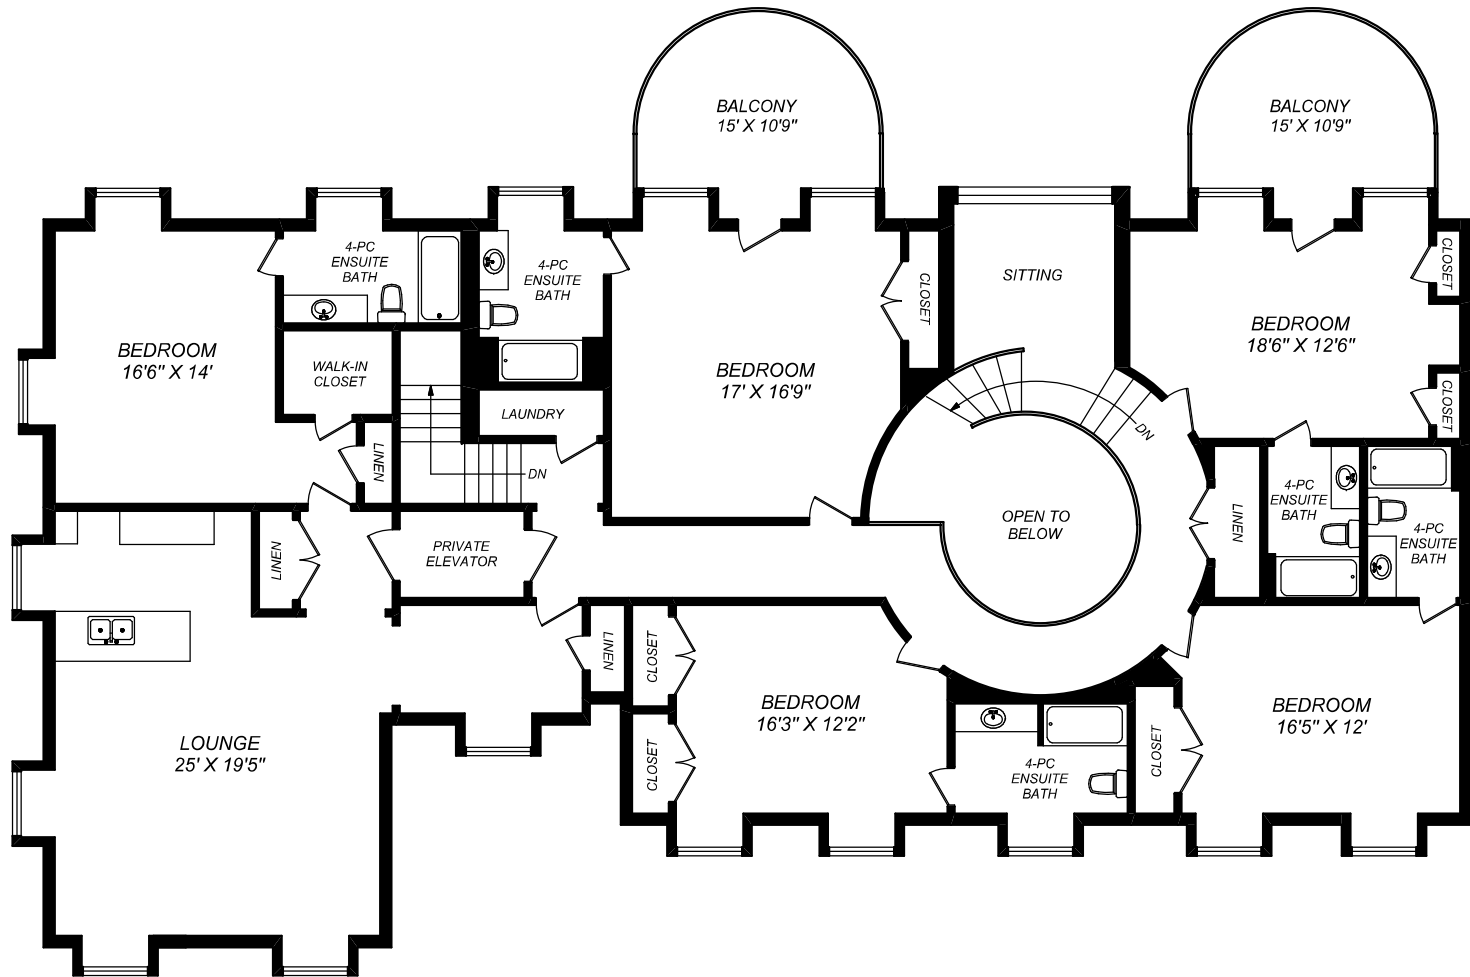 BALCONY
15' X 10'9"
BALCONY
15' X 10'9"
4-PC
ENSUITE
BATH
4-PC
ENSUITE
BATH
CLOSET
SITTING
CLOSET
BEDROOM
16'6" X 14'
WALK-IN
CLOSET
BEDROOM
17' X 16'9"
BEDROOM
18'6" X 12'6"
CLOSET
LAUNDRY
LINEN
DN
DN
LINEN
PRIVATE
ELEVATOR
OPEN TO
BELOW
LINEN
4-PC
ENSUITE
BATH
4-PC
ENSUITE
BATH
LINEN
CLOSET
BEDROOM
16'3" X 12'2"
BEDROOM
16'5" X 12'
LOUNGE
25' X 19'5"
CLOSET
4-PC
ENSUITE
BATH
CLOSET